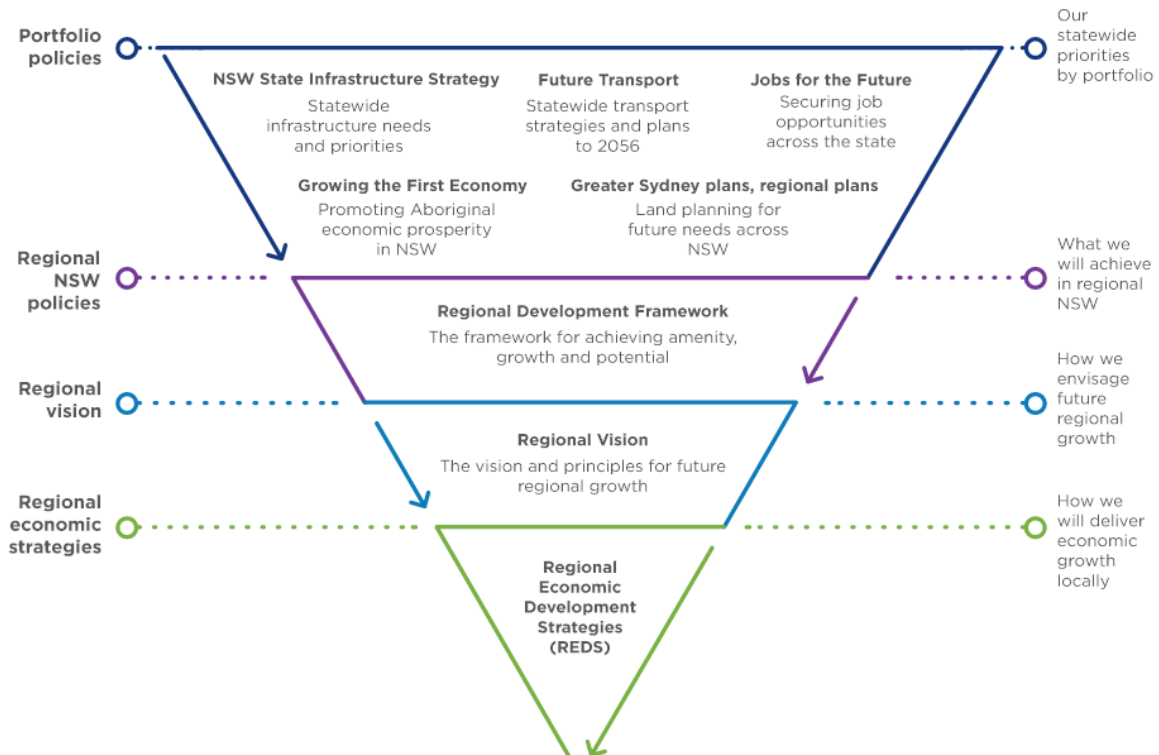 Portfolio
policies
Our
statewide
priorities
by portfolio
NSW State Infrastructure Strategy
Statewide
infrastructure needs
and priorities
Future Transport
Statewide transport
strategies and plans
to 2056
Jobs for the Future
Securing job
opportunities
across the state
Growing the First Economy
Promoting Aboriginal
economic prosperity
in NSW
Greater Sydney plans, regional plans
Land planning for
future needs across
NSW
Regional
NSW
policies
What we
will achieve
in regional
NSW
Regional Development Framework
The framework for achieving amenity,
growth and potential
Regional
vision
How we
envisage
future
regional
growth
Regional Vision
The vision and principles for future
regional growth
Regional
economic
strategies
How we
will deliver
economic
growth
locally
Regional
Economic
Development
Strategies
(REDS)